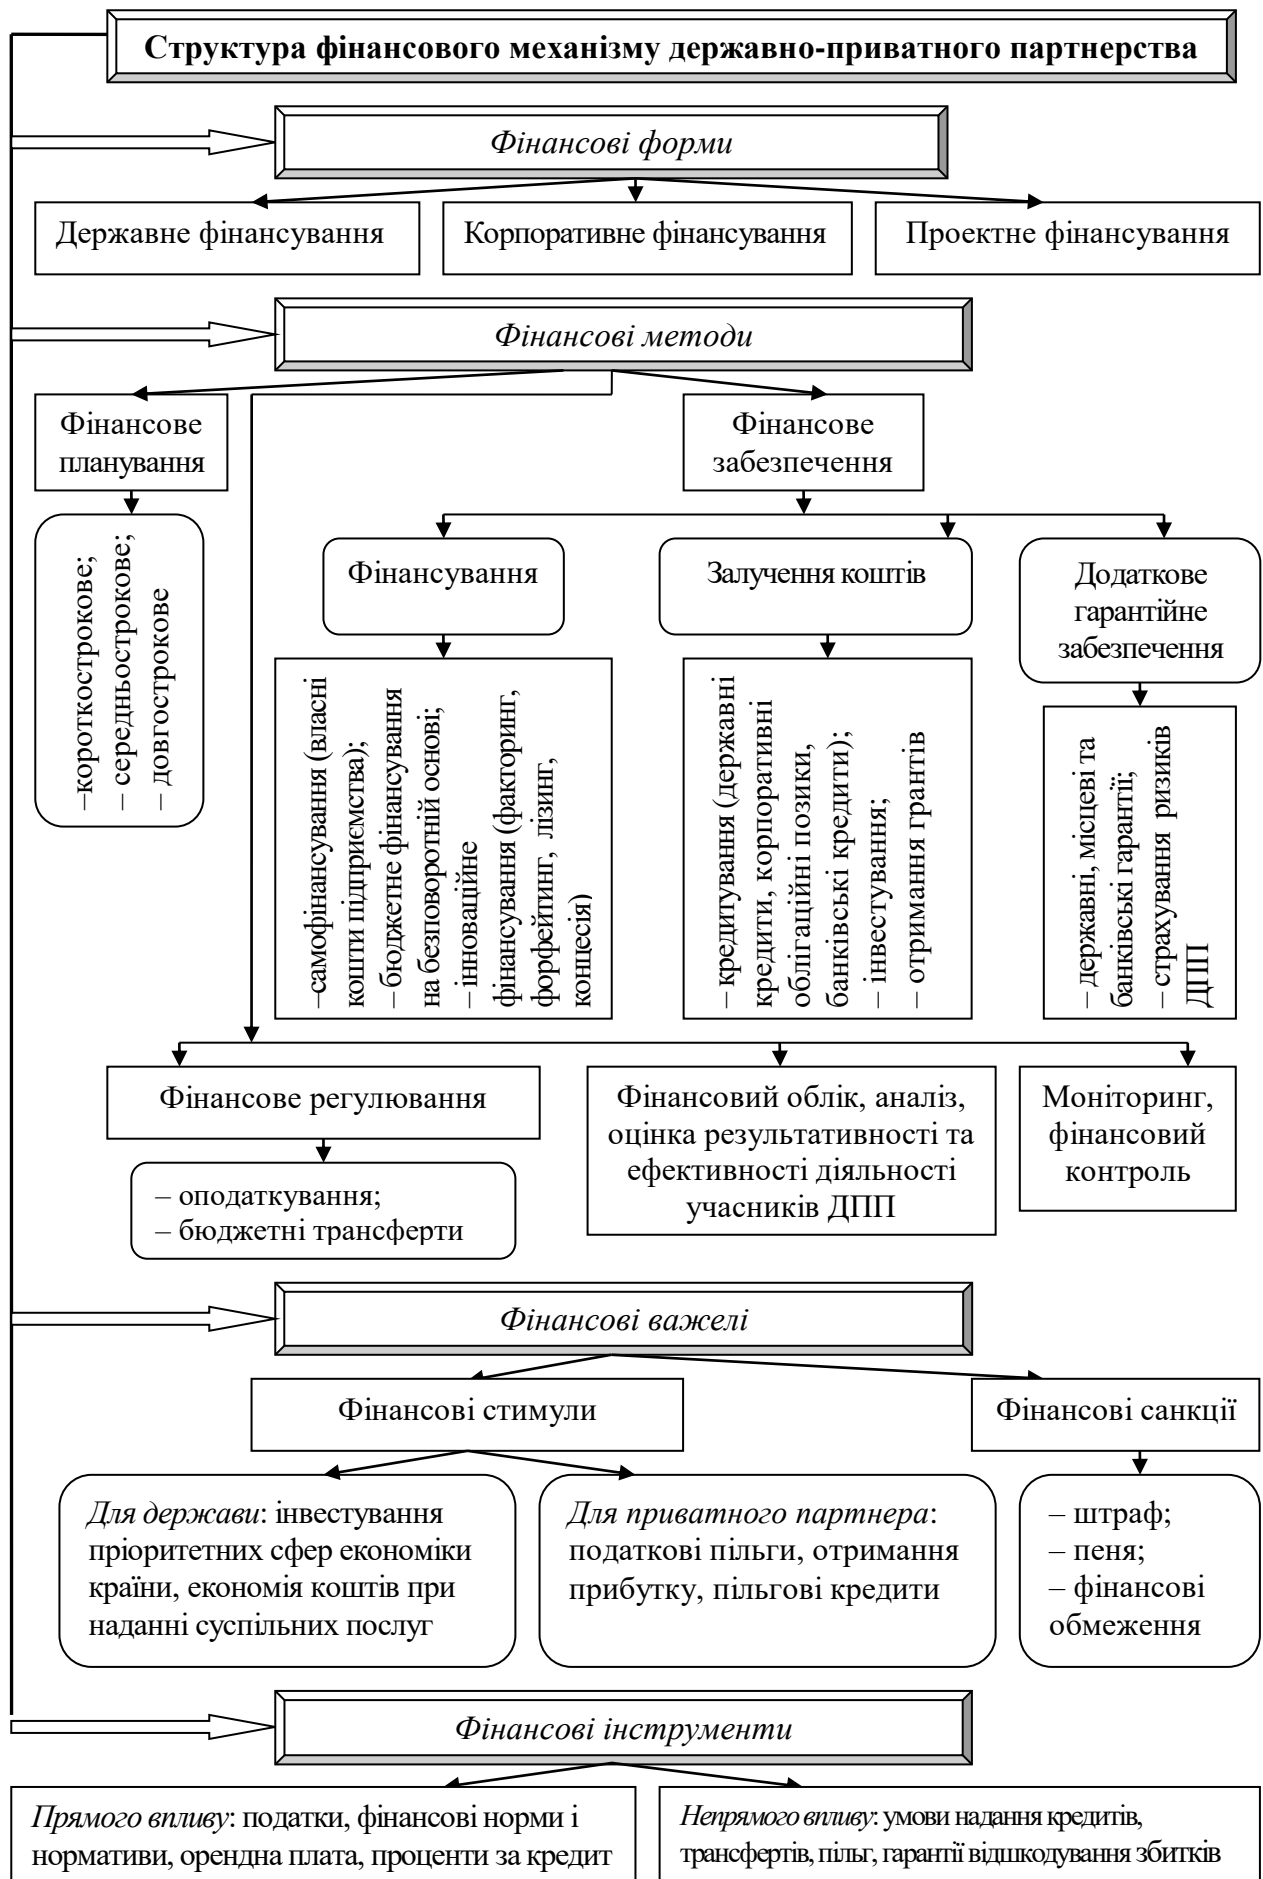 Структура фінансового механізму державно-приватного партнерства
Фінансові форми
Державне фінансування
Корпоративне фінансування
Проектне фінансування
Фінансові методи
Фінансове
планування
Фінансове
забезпечення
–короткострокове;
– середньострокове;
– довгострокове
Фінансування
Залучення коштів
Додаткове
гарантійне
забезпечення
–самофінансування (власні
кошти підприємства);
–бюджетне фінансування
на безповоротній основі;
–інноваційне
фінансування (факторинг,
форфейтинг, лізинг,
концесія)
–кредитування (державні
кредити, корпоративні
облігаційні позики,
банківські кредити);
–інвестування;
– отримання грантів
–державні, місцеві та
банківські гарантії;
– страхування ризиків
ДПП
Фінансове регулювання
– оподаткування;
– бюджетні трансферти
Фінансовий облік, аналіз,
оцінка результативності та
ефективності діяльності
учасників ДПП
Моніторинг,
фінансовий
контроль
Фінансові важелі
Фінансові стимули
Фінансові санкції
Для держави: інвестування
пріоритетних сфер економіки
країни, економія коштів при
наданні суспільних послуг
Для приватного партнера:
податкові пільги, отримання
прибутку, пільгові кредити
– штраф;
– пеня;
– фінансові
обмеження
Фінансові інструменти
Прямого впливу: податки, фінансові норми і
нормативи, орендна плата, проценти за кредит
Непрямого впливу: умови надання кредитів,
трансфертів, пільг, гарантії відшкодування збитків